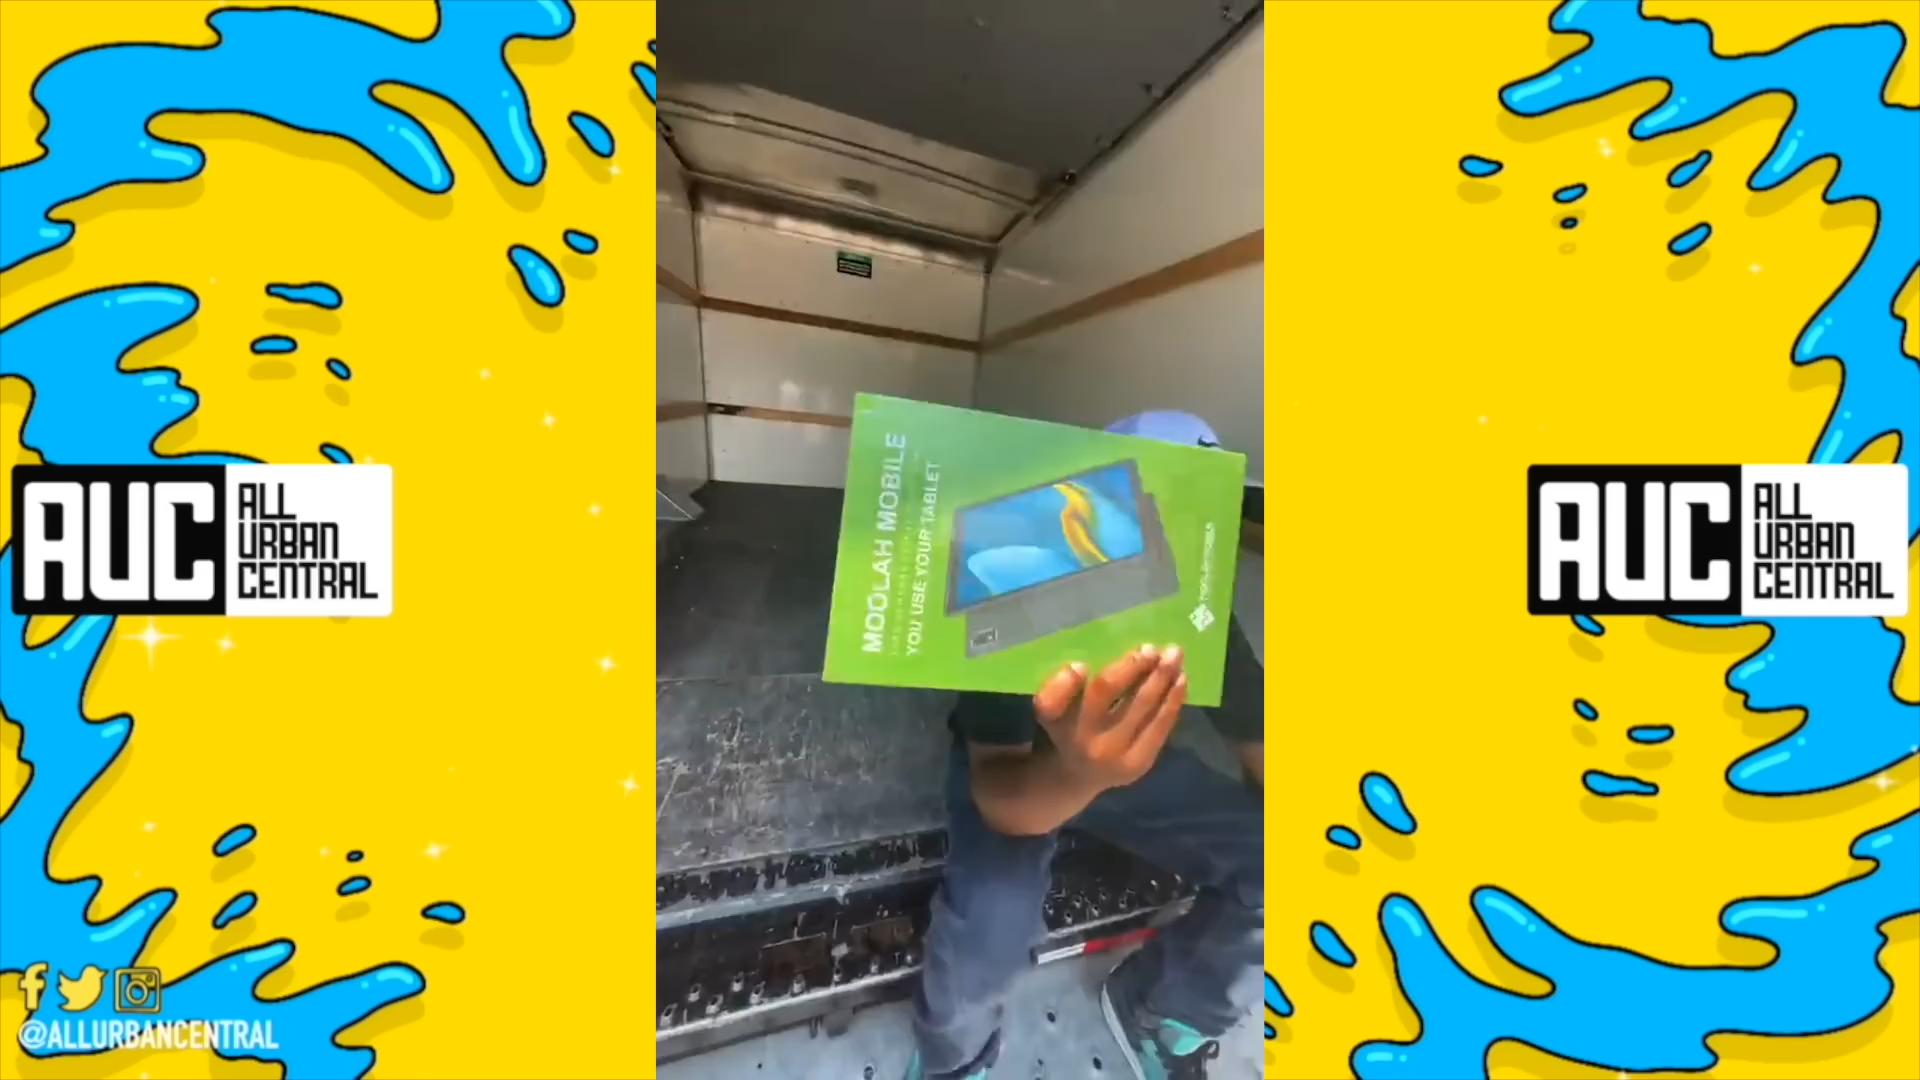 AUC
ALL
URBAN
CENTRAL
MOOLAH MOBILE
YOU USE YOUR TABLET
AUC
ALL
URBAN
CENTRAL
@ALLURBANCENTRAL